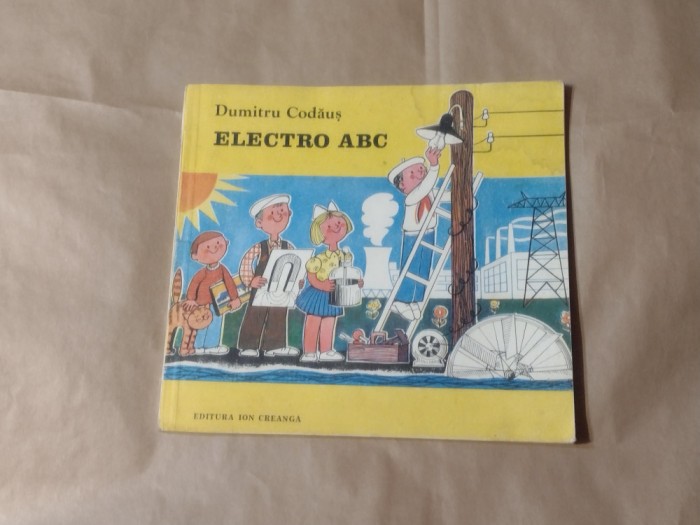 Dumitru Codăuș
ELECTRO ABC
EDITURA ION CREANGĂ